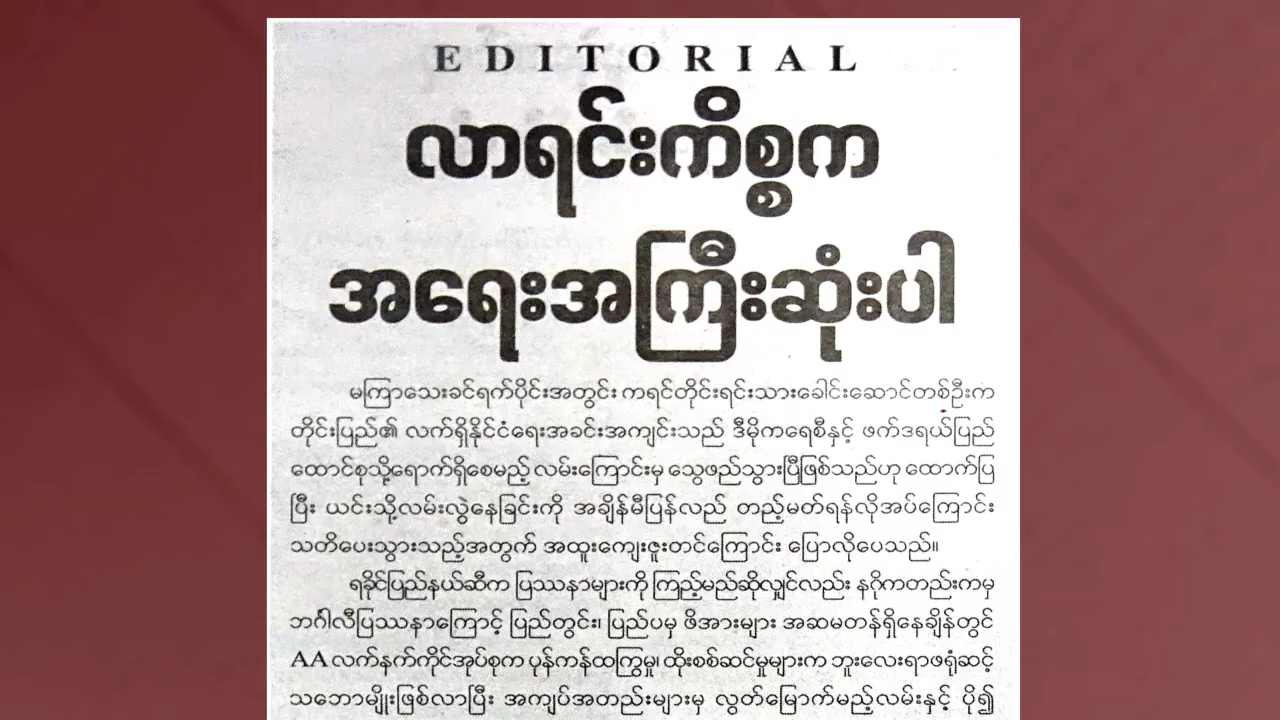 EDITORIAL
လာရင်းကိစ္စက
အရေးအကြီးဆုံးပါ
မကြာသေးခင်ရက်ပိုင်းအတွင်း ကရင်တိုင်းရင်းသားခေါင်းဆောင်တစ်ဦးက
တိုင်းပြည်၏ လက်ရှိနိုင်ငံရေးအခင်းအကျင်းသည် ဒီမိုကရေစီနှင့် ဖက်ဒရယ်ပြည်
ထောင်စုသို့ရောက်ရှိစေမည့် လမ်းကြောင်းမှ သွေဖည်သွားပြီဖြစ်သည်ဟု ထောက်ပြ
ပြီး ယင်းသို့လမ်းလွဲနေခြင်းကို အချိန်မီပြန်လည် တည့်မတ်ရန်လိုအပ်ကြောင်း
သတိပေးသွားသည့်အတွက် အထူးကျေးဇူးတင်ကြောင်း ပြောလိုပေသည်။
ရခိုင်ပြည်နယ်ဆီက ပြဿနာများကို ကြည့်မည်ဆိုလျှင်လည်း နဂိုကတည်းကမှ
ဘင်္ဂါလီပြဿနာကြောင့် ပြည်တွင်း၊ ပြည်ပမှ ဖိအားများ အဆမတန်ရှိနေချိန်တွင်
AA လက်နက်ကိုင်အုပ်စုက ပုန်ကန်ထကြွမှု၊ ထိုးစစ်ဆင်မှုများက ဘူးလေးရာဖရုံဆင့်
သဘောမျိုးဖြစ်လာပြီး အကျပ်အတည်းများမှ လွတ်မြောက်မည့်လမ်းနှင့် ပို၍